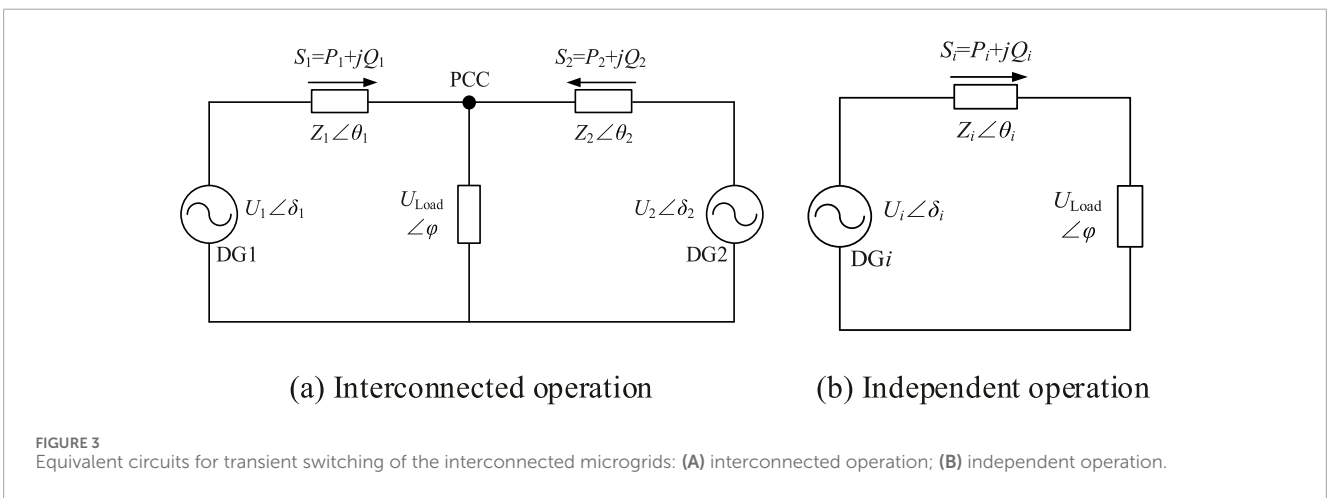 S₁=P₁+jQ₁
PCC
S₂=P₂+jQ₂
Z₁∠θ₁
Z₂∠θ₂
U₁∠δ₁
DG1
U_Load
∠φ
U₂∠δ₂
DG2
(a) Interconnected operation
Sᵢ=Pᵢ+jQᵢ
Zᵢ∠θᵢ
Uᵢ∠δᵢ
DGi
U_Load
∠φ
(b) Independent operation
FIGURE 3
Equivalent circuits for transient switching of the interconnected microgrids: (A) interconnected operation; (B) independent operation.